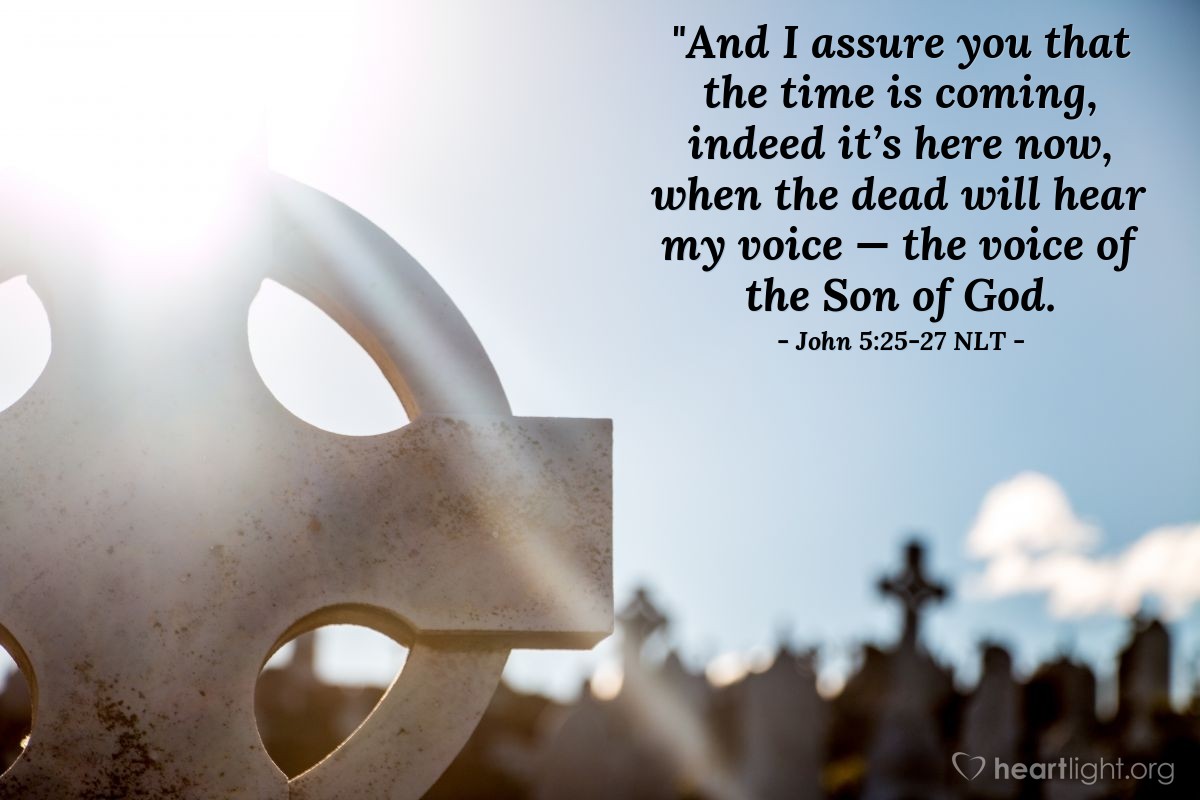 "And I assure you that
the time is coming,
indeed it’s here now,
when the dead will hear
my voice — the voice of
the Son of God.
- John 5:25-27 NLT -
heartlight.org